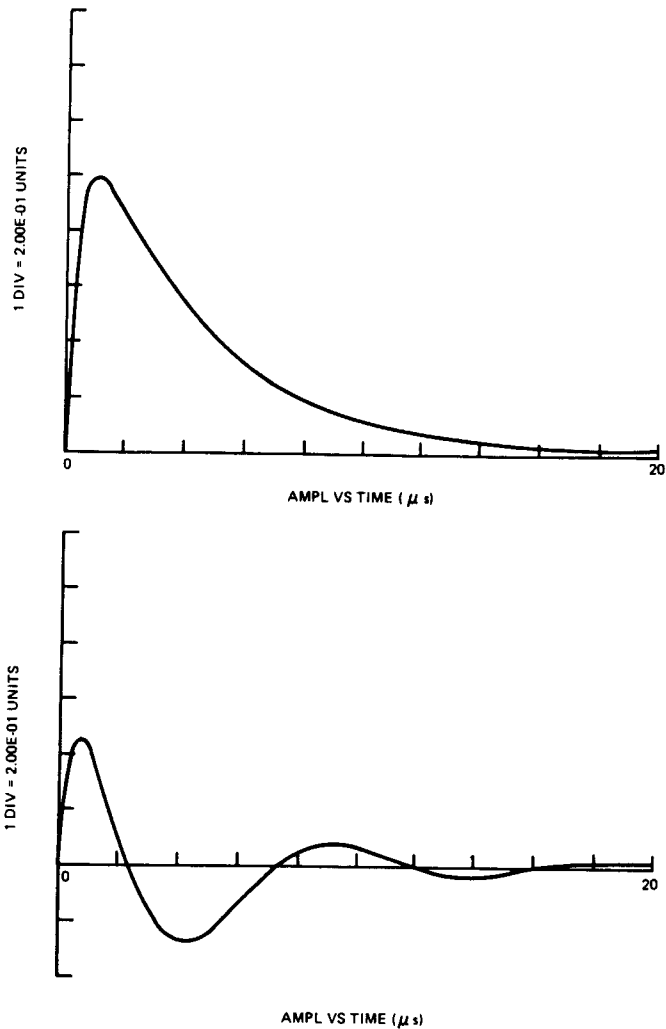 1 DIV = 2.00E-01 UNITS
0
20
AMPL VS TIME ( μ s)
1 DIV = 2.00E-01 UNITS
0
20
AMPL VS TIME (μ s)